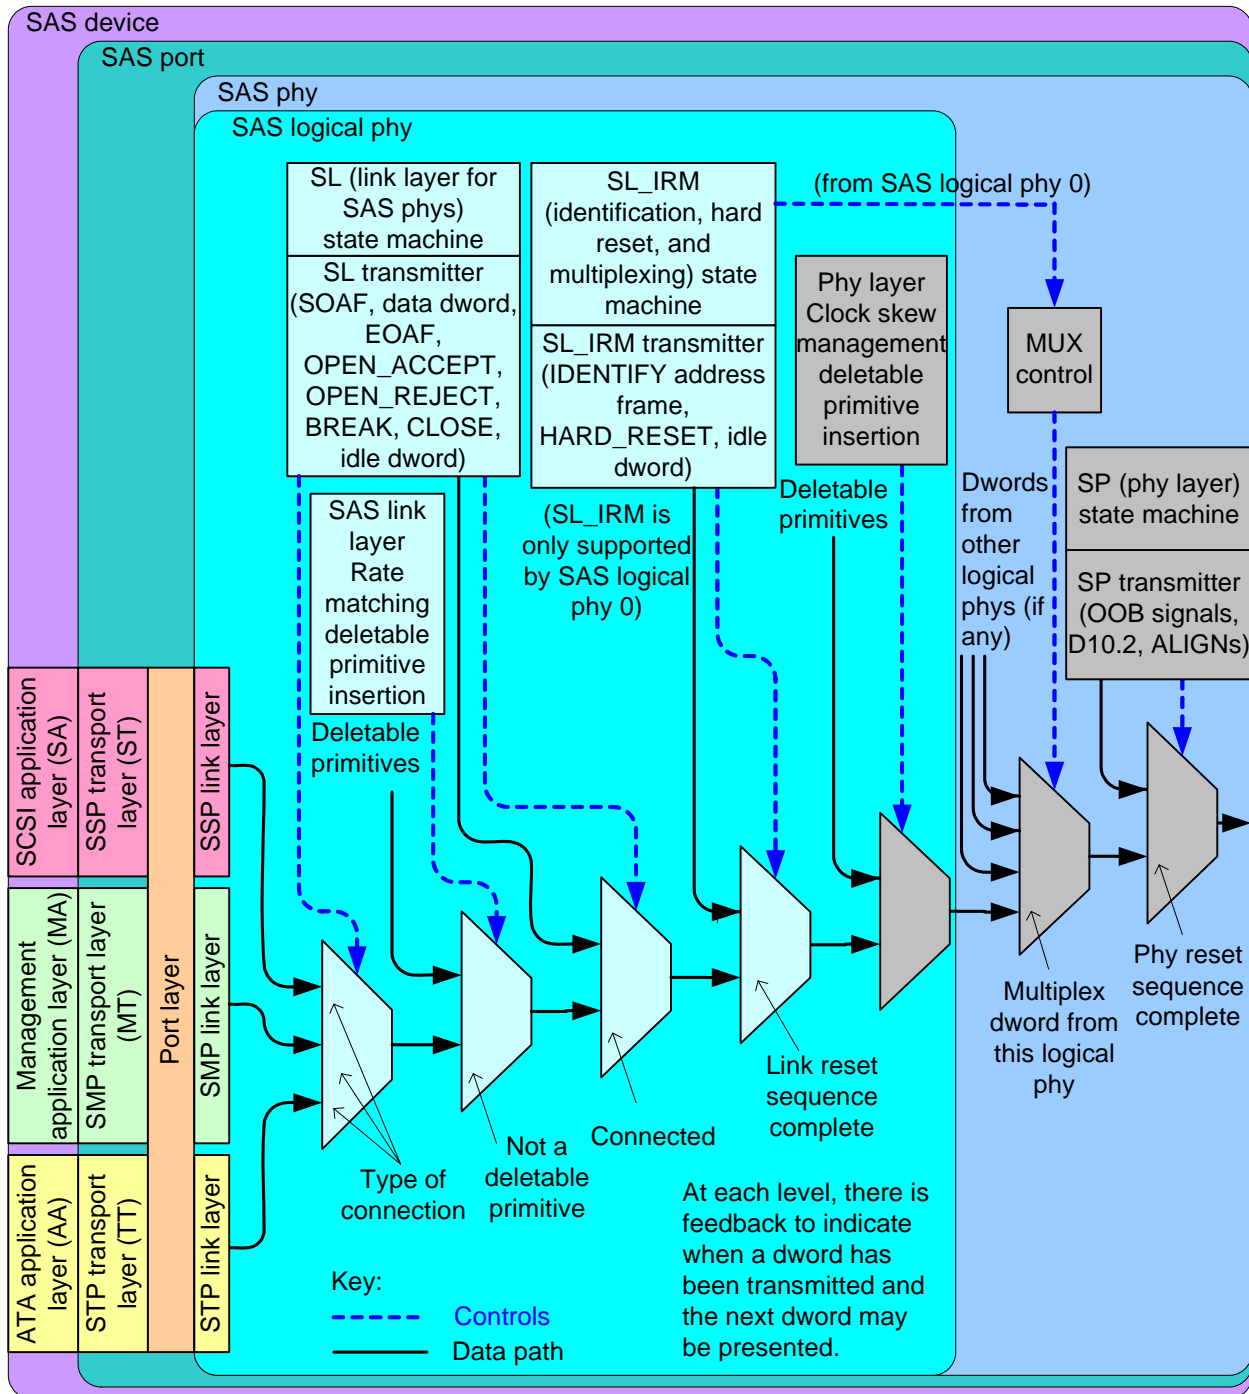 SAS device
SAS port
SAS phy
SAS logical phy
SL (link layer for
SAS phys)
state machine
SL transmitter
(SOAF, data dword,
EOAF,
OPEN_ACCEPT,
OPEN_REJECT,
BREAK, CLOSE,
idle dword)
SL_IRM
(identification, hard
reset, and
multiplexing) state
machine
SL_IRM transmitter
(IDENTIFY address
frame,
HARD_RESET, idle
dword)
(from SAS logical phy 0)
Phy layer
Clock skew
management
deletable
primitive
insertion
MUX
control
SAS link
layer
Rate
matching
deletable
primitive
insertion
(SL_IRM is
only supported
by SAS logical
phy 0)
Deletable
primitives
Dwords
from
other
logical
phys (if
any)
SP (phy layer)
state machine
SP transmitter
(OOB signals,
D10.2, ALIGNs)
Deletable
primitives
SCSI application
layer (SA)
SSP transport
layer (ST)
SSP link layer
Management
application layer (MA)
SMP transport layer
(MT)
Port layer
SMP link layer
ATA application
layer (AA)
STP transport
layer (TT)
STP link layer
Type of
connection
Not a
deletable
primitive
Connected
Link reset
sequence
complete
Multiplex
dword from
this logical
phy
Phy reset
sequence
complete
At each level, there is
feedback to indicate
when a dword has
been transmitted and
the next dword may
be presented.
Key:
Controls
Data path